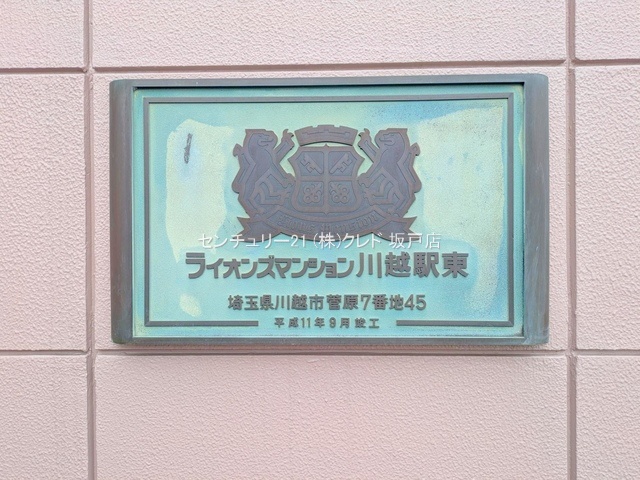 センチュリー21 (株)クレド 坂戸店
ライオンズマンション川越駅東
埼玉県川越市菅原7番地45
平成11年9月竣工